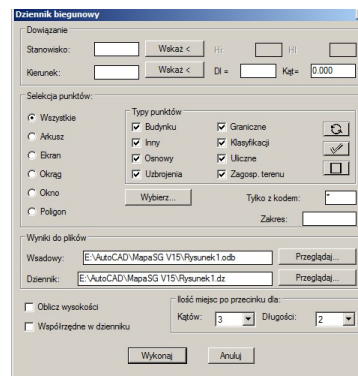 Dziennik biegunowy
Dowiązanie
Stanowisko: Wskaż < Hi: Hl:
Kierunek: Wskaż < Dl = Kąt= 0.000
Selekcja punktów:
Wszystkie
Arkusz
Ekran
Okrąg
Okno
Poligon
Typy punktów
Budynku Graniczne
Inny Klasyfikacji
Osnowy Uliczne
Uzbrojenia Zagosp. terenu
Wybierz... Tylko z kodem: *
Zakres:
Wyniki do plików
Wsadowy: E:\AutoCAD\MapaSG V15\Rysunek1.odb Przeglądaj...
Dziennik: E:\AutoCAD\MapaSG V15\Rysunek1.dz Przeglądaj...
Oblicz wysokości
Współrzędne w dzienniku
Ilość miejsc po przecinku dla:
Kątów: 3 Długości: 2
Wykonaj Anuluj